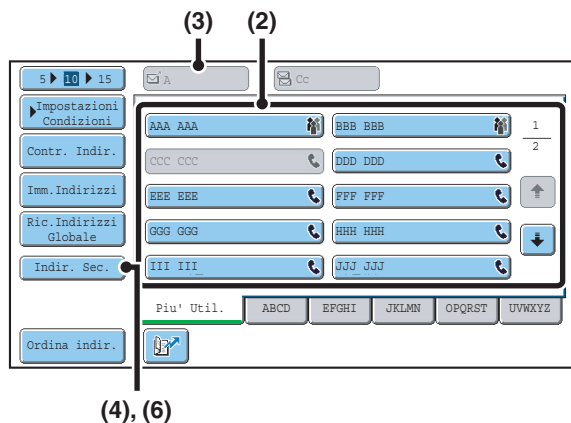 (3) (2)
5 10 15 A Cc
Impostazioni
Condizioni
AAA AAA BBB BBB 1
Contr. Indir. CCC CCC DDD DDD 2
Imm.Indirizzi EEE EEE FFF FFF
Ric.Indirizzi
Globale
GGG GGG HHH HHH
Indir. Sec. III III JJJ JJJ
Piu' Util. ABCD EFGHI JKLMN OPQRST UVWXYZ
Ordina indir.
(4), (6)